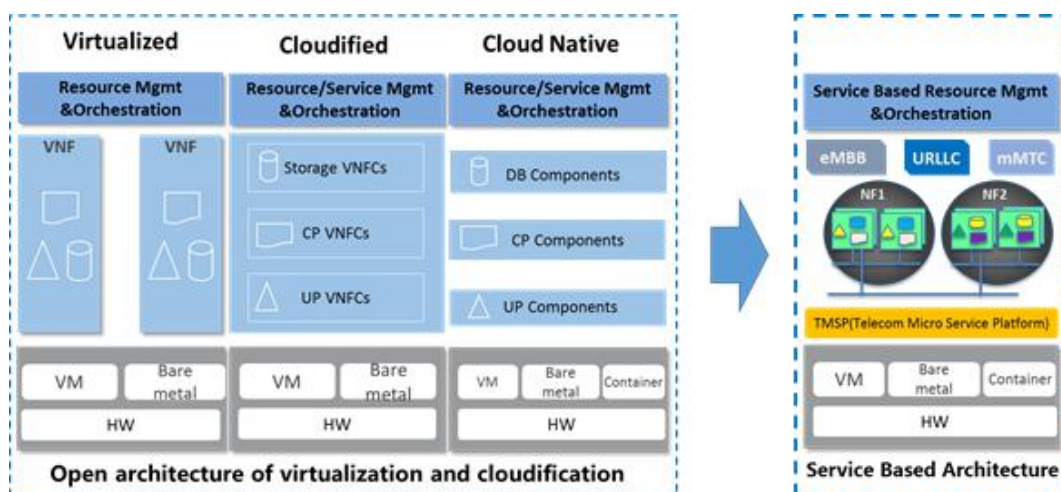 Virtualized
Resource Mgmt
&Orchestration
VNF
VNF
VM
Bare
metal
HW
Cloudified
Resource/Service Mgmt
&Orchestration
Storage VNFCs
CP VNFCs
UP VNFCs
VM
Bare
metal
HW
Cloud Native
Resource/Service Mgmt
&Orchestration
DB Components
CP Components
UP Components
VM
Bare
metal
Container
HW
Open architecture of virtualization and cloudification
Service Based Resource Mgmt
&Orchestration
eMBB
URLLC
mMTC
NF1
NF2
TMSP(Telecom Micro Service Platform)
VM
Bare
metal
Container
HW
Service Based Architecture